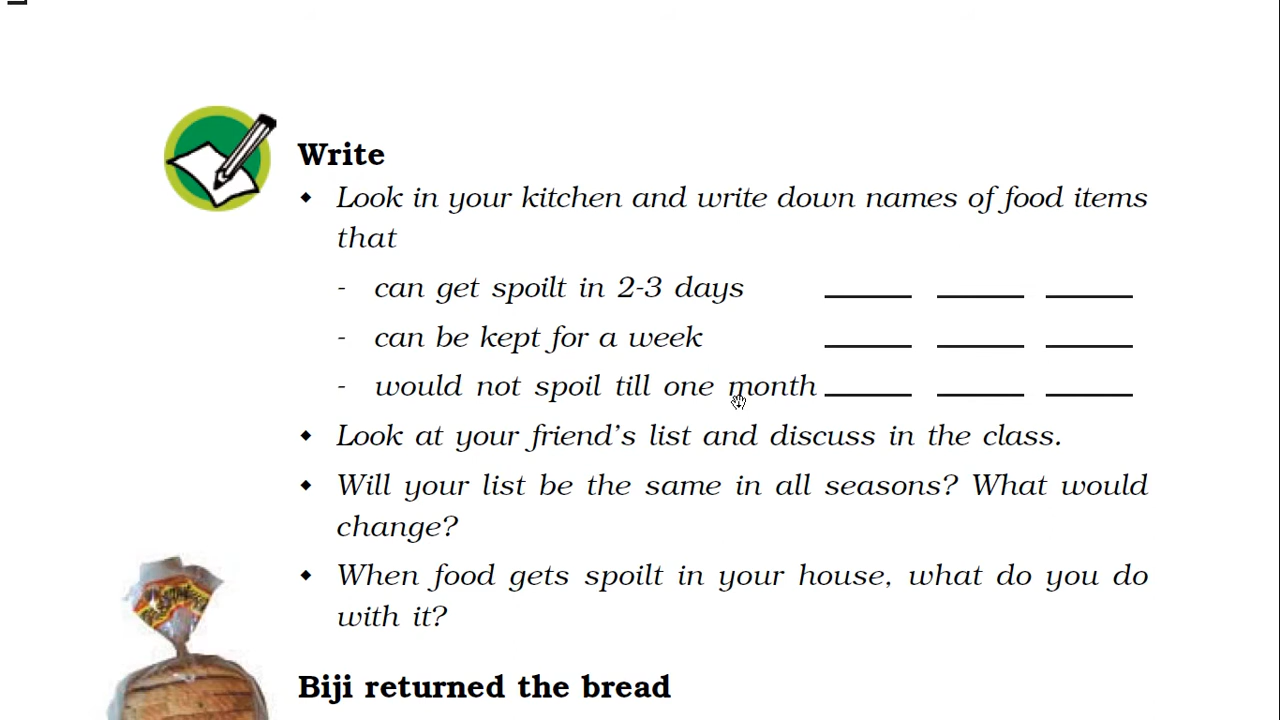 Write
Look in your kitchen and write down names of food items
that
- can get spoilt in 2-3 days
- can be kept for a week
- would not spoil till one month
Look at your friend's list and discuss in the class.
Will your list be the same in all seasons? What would
change?
When food gets spoilt in your house, what do you do
with it?
Biji returned the bread